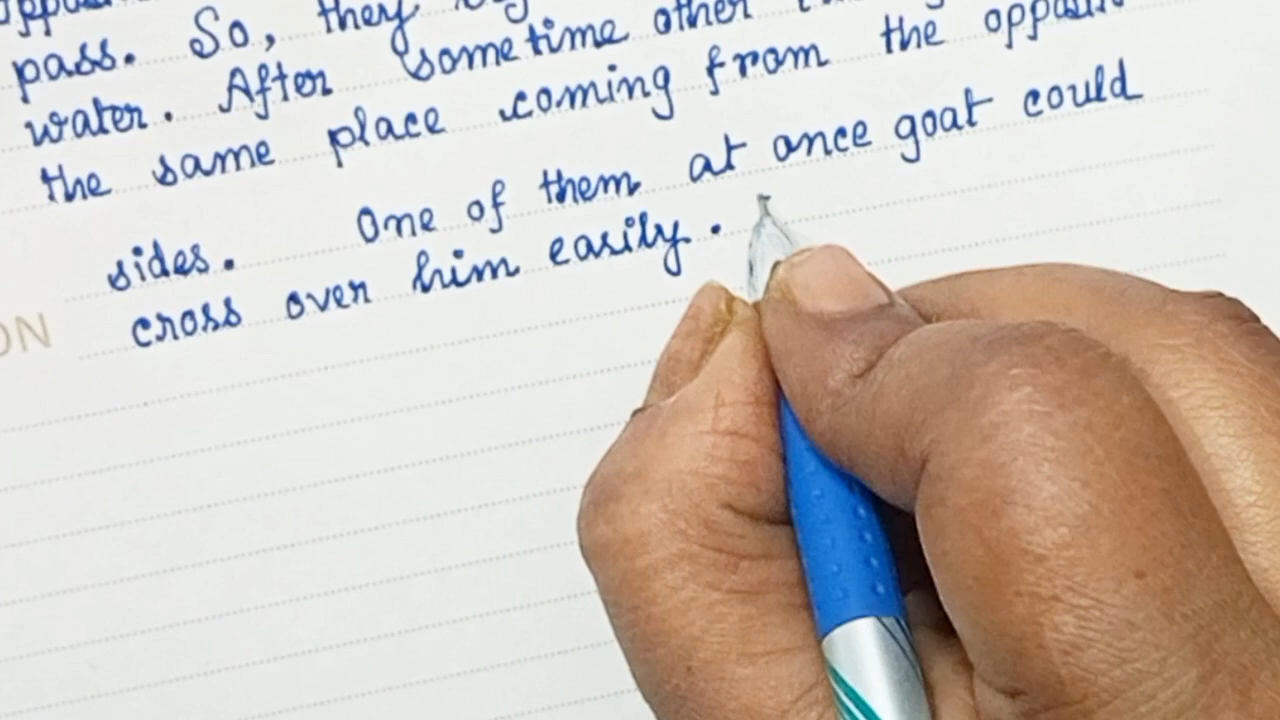 pass. So, they
water. After sometime other
the same place coming from the opposit
sides. One of them at once goat could
cross over him easily.
ON